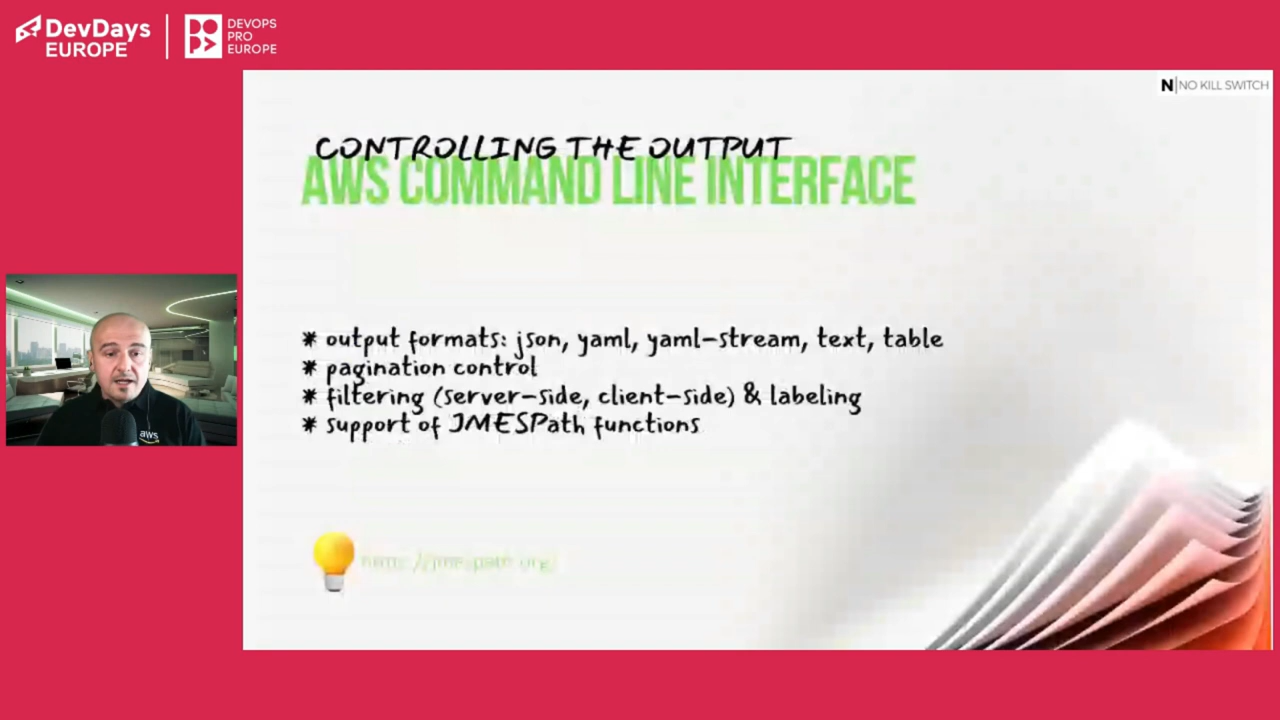 DevDays
EUROPE
DEVOPS
PRO
EUROPE
N|NO KILL SWITCH
CONTROLLING THE OUTPUT
AWS COMMAND LINE INTERFACE
* output formats: json, yaml, yaml-stream, text, table
* pagination control
* filtering (server-side, client-side) & labeling
* support of JMESPath functions
aws